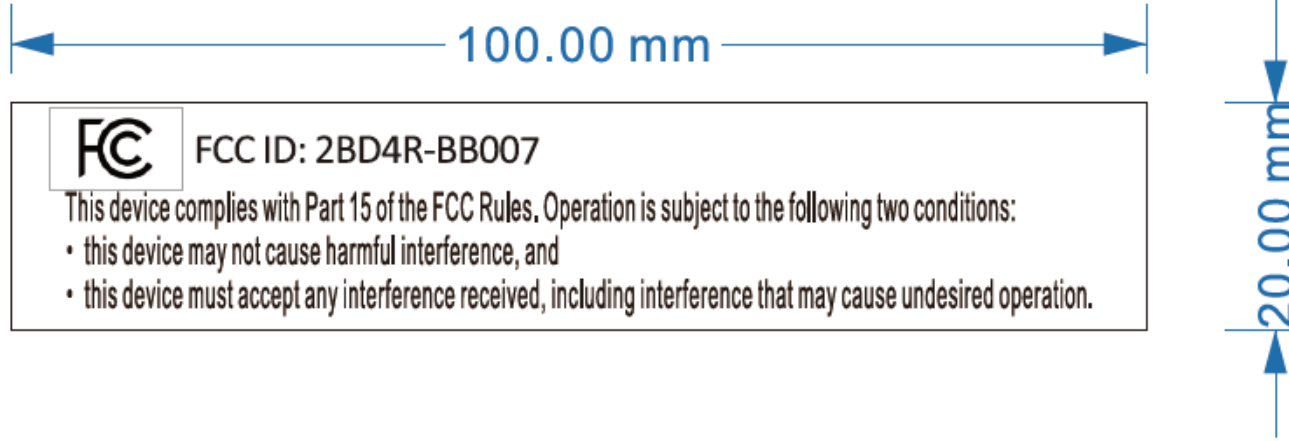 100.00 mm
FC FCC ID: 2BD4R-BB007
This device complies with Part 15 of the FCC Rules. Operation is subject to the following two conditions:
• this device may not cause harmful interference, and
• this device must accept any interference received, including interference that may cause undesired operation.
20.00 mm